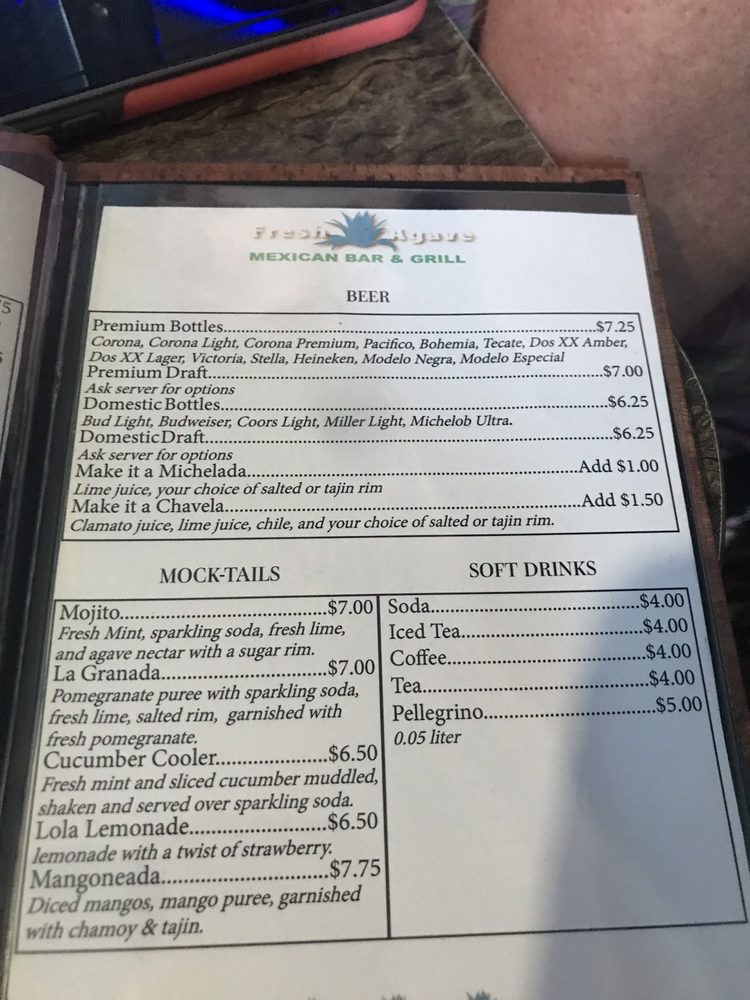 Fresh Agave
MEXICAN BAR & GRILL
BEER
Premium Bottles...$7.25
Corona, Corona Light, Corona Premium, Pacifico, Bohemia, Tecate, Dos XX Amber,
Dos XX Lager, Victoria, Stella, Heineken, Modelo Negra, Modelo Especial
Premium Draft...$7.00
Ask server for options
Domestic Bottles...$6.25
Bud Light, Budweiser, Coors Light, Miller Light, Michelob Ultra.
Domestic Draft...$6.25
Ask server for options
Make it a Michelada...Add $1.00
Lime juice, your choice of salted or tajin rim
Make it a Chavela...Add $1.50
Clamato juice, lime juice, chile, and your choice of salted or tajin rim.
MOCK-TAILS
Mojito...$7.00
Fresh Mint, sparkling soda, fresh lime,
and agave nectar with a sugar rim.
La Granada...$7.00
Pomegranate puree with sparkling soda,
fresh lime, salted rim, garnished with
fresh pomegranate.
Cucumber Cooler...$6.50
Fresh mint and sliced cucumber muddled,
shaken and served over sparkling soda.
Lola Lemonade...$6.50
lemonade with a twist of strawberry.
Mangoneada...$7.75
Diced mangos, mango puree, garnished
with chamoy & tajin.
SOFT DRINKS
Soda...$4.00
Iced Tea...$4.00
Coffee...$4.00
Tea...$4.00
Pellegrino...$5.00
0.05 liter